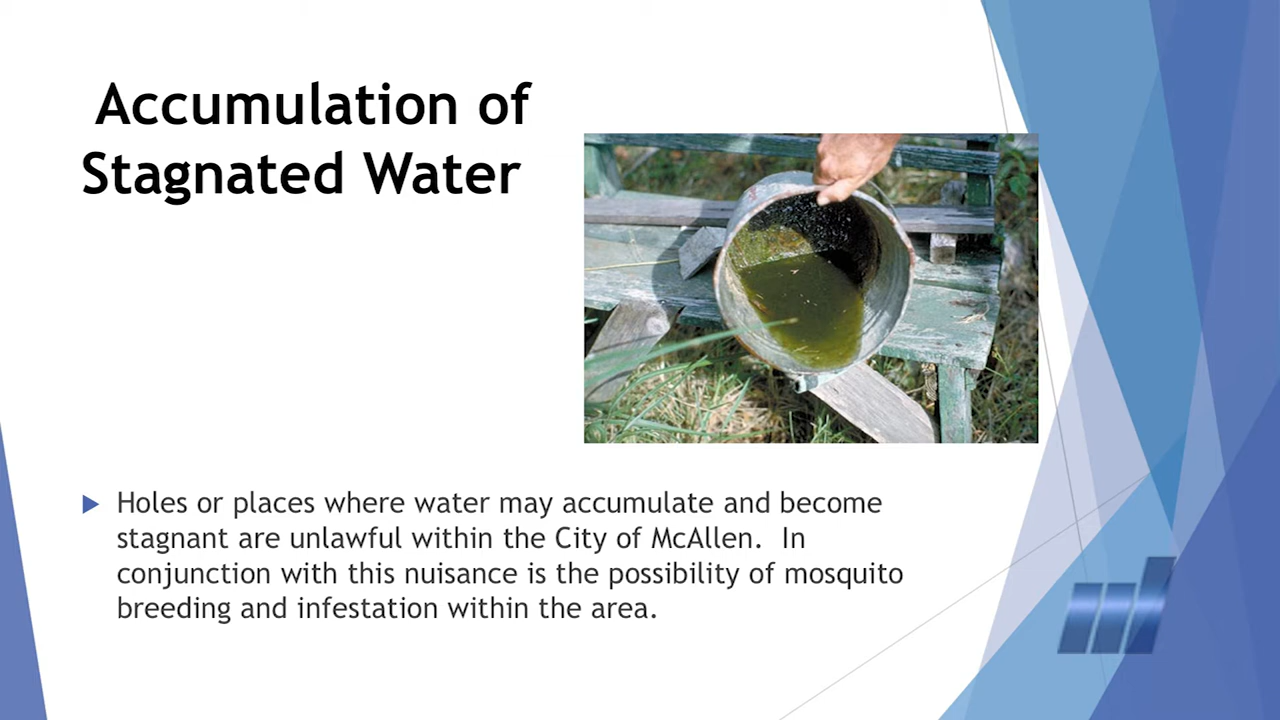 Accumulation of
Stagnated Water
Holes or places where water may accumulate and become
stagnant are unlawful within the City of McAllen.  In
conjunction with this nuisance is the possibility of mosquito
breeding and infestation within the area.